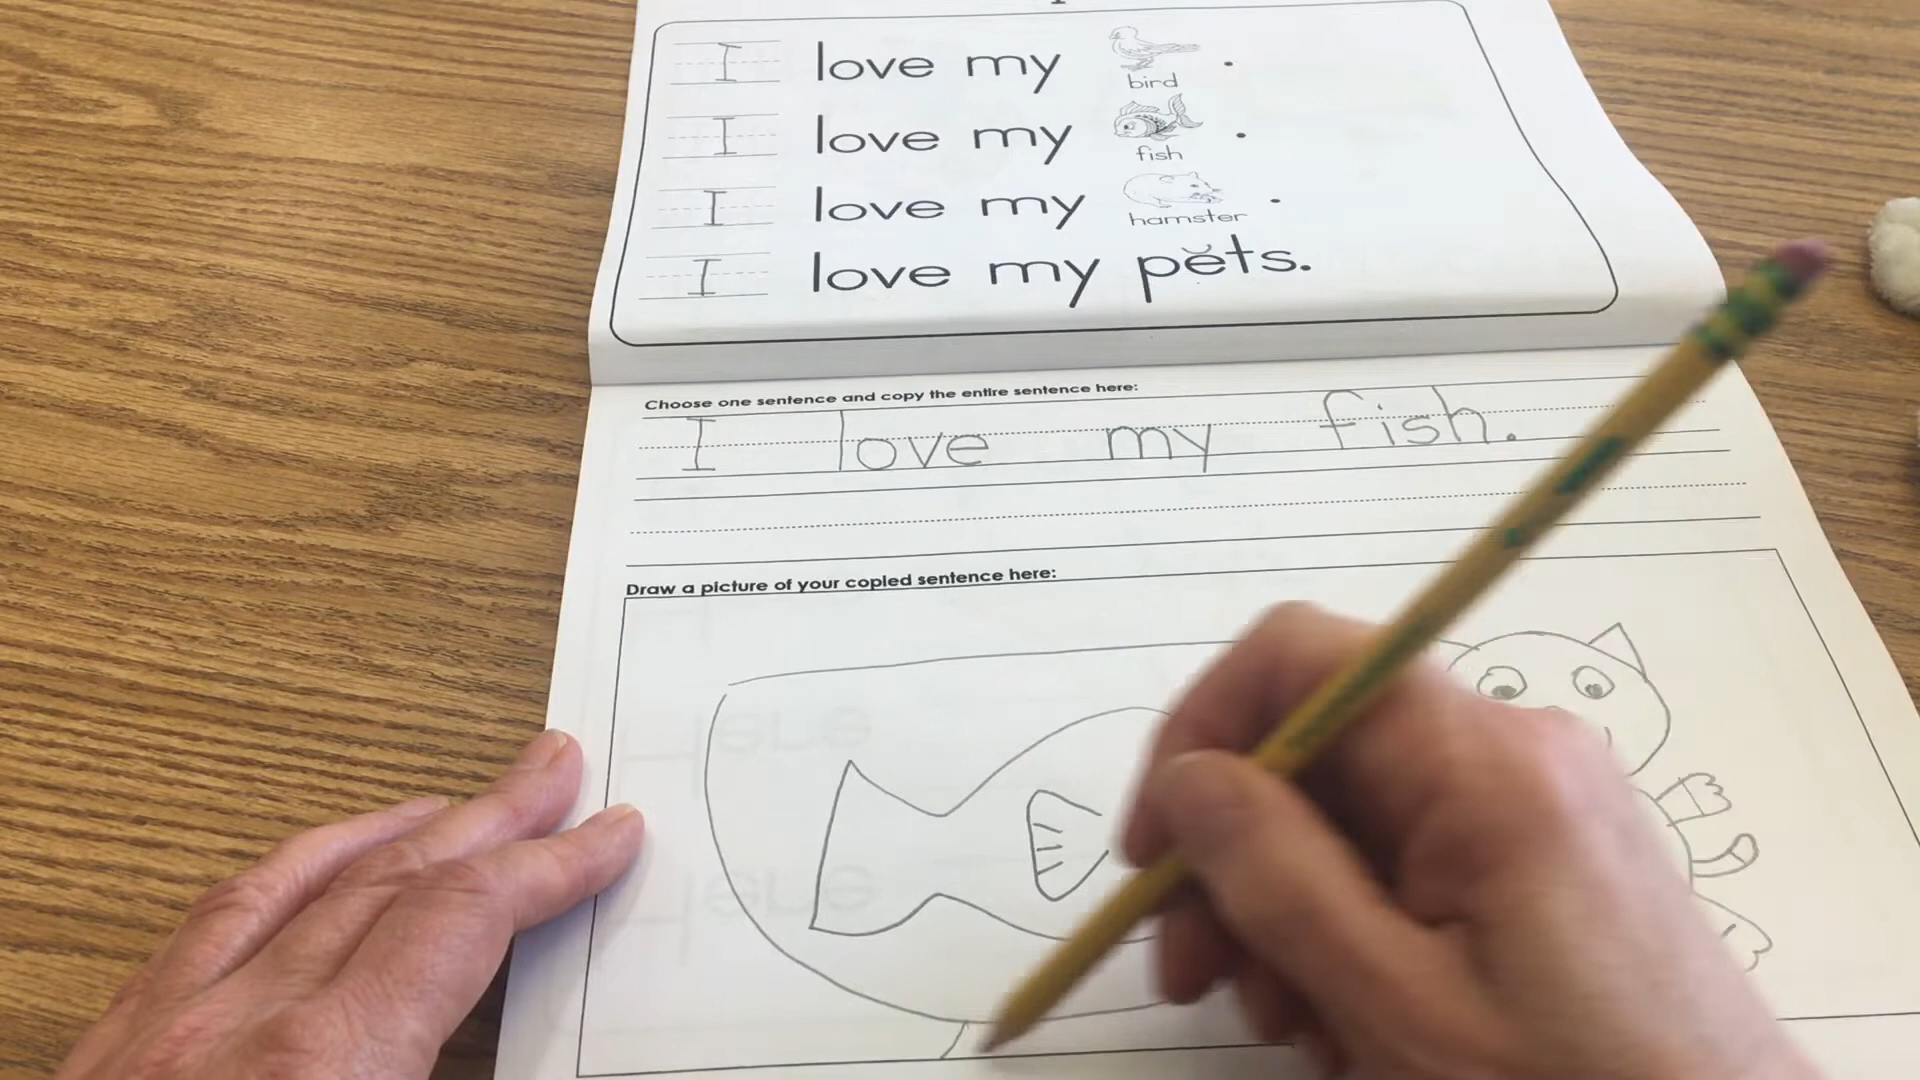 I love my bird .
I love my fish .
I love my hamster .
I love my pĕts.
Choose one sentence and copy the entire sentence here:
I love my fish.
Draw a picture of your copied sentence here: